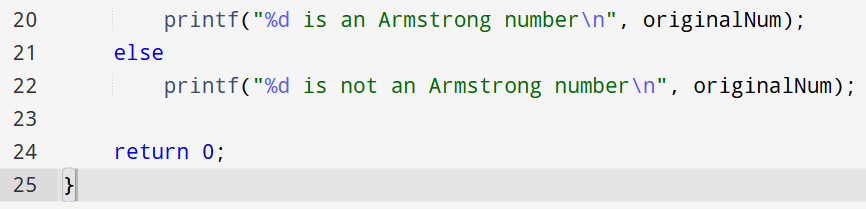 20        printf("%d is an Armstrong number\n", originalNum);
21    else
22        printf("%d is not an Armstrong number\n", originalNum);
23
24    return 0;
25 }